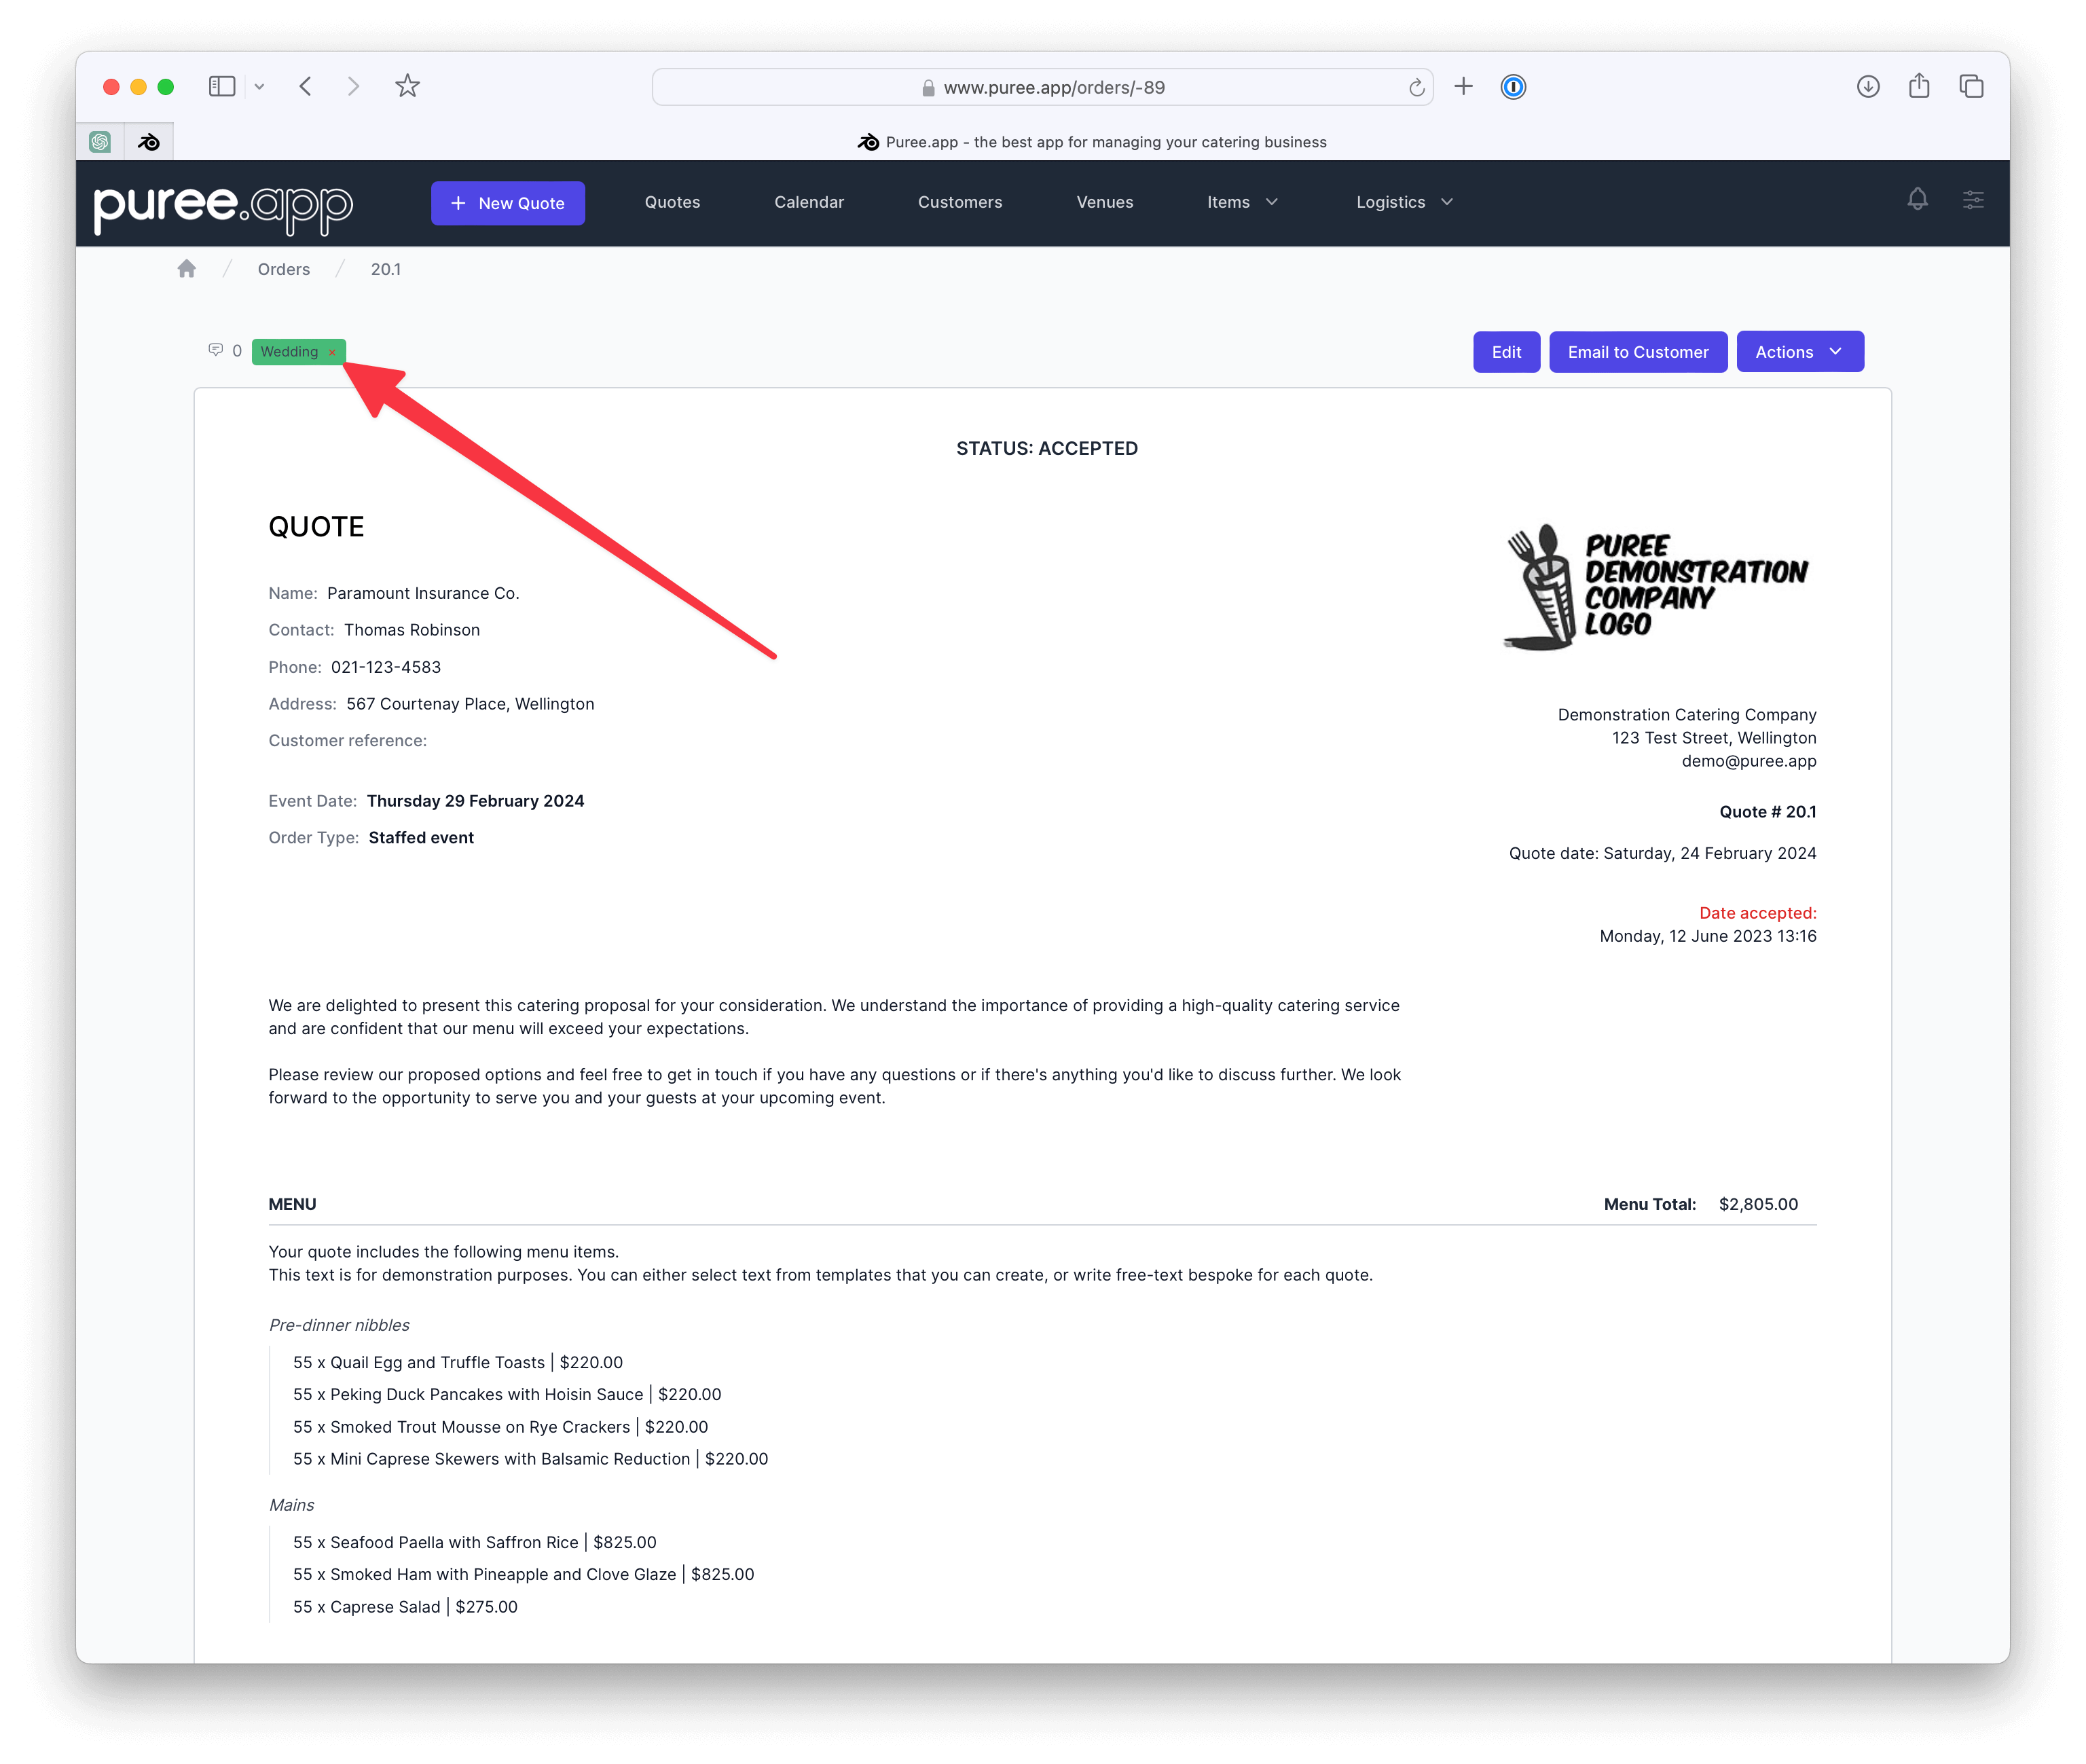 www.puree.app/orders/-89
Puree.app - the best app for managing your catering business
puree.app
+ New Quote
Quotes
Calendar
Customers
Venues
Items
Logistics
/ Orders / 20.1
0
Wedding ×
Edit
Email to Customer
Actions
STATUS: ACCEPTED
QUOTE
Name: Paramount Insurance Co.
Contact: Thomas Robinson
Phone: 021-123-4583
Address: 567 Courtenay Place, Wellington
Customer reference:
Event Date: Thursday 29 February 2024
Order Type: Staffed event
PUREE
DEMONSTRATION
COMPANY
LOGO
Demonstration Catering Company
123 Test Street, Wellington
demo@puree.app
Quote # 20.1
Quote date: Saturday, 24 February 2024
Date accepted:
Monday, 12 June 2023 13:16
We are delighted to present this catering proposal for your consideration. We understand the importance of providing a high-quality catering service
and are confident that our menu will exceed your expectations.
Please review our proposed options and feel free to get in touch if you have any questions or if there's anything you'd like to discuss further. We look
forward to the opportunity to serve you and your guests at your upcoming event.
MENU
Menu Total: $2,805.00
Your quote includes the following menu items.
This text is for demonstration purposes. You can either select text from templates that you can create, or write free-text bespoke for each quote.
Pre-dinner nibbles
55 x Quail Egg and Truffle Toasts | $220.00
55 x Peking Duck Pancakes with Hoisin Sauce | $220.00
55 x Smoked Trout Mousse on Rye Crackers | $220.00
55 x Mini Caprese Skewers with Balsamic Reduction | $220.00
Mains
55 x Seafood Paella with Saffron Rice | $825.00
55 x Smoked Ham with Pineapple and Clove Glaze | $825.00
55 x Caprese Salad | $275.00